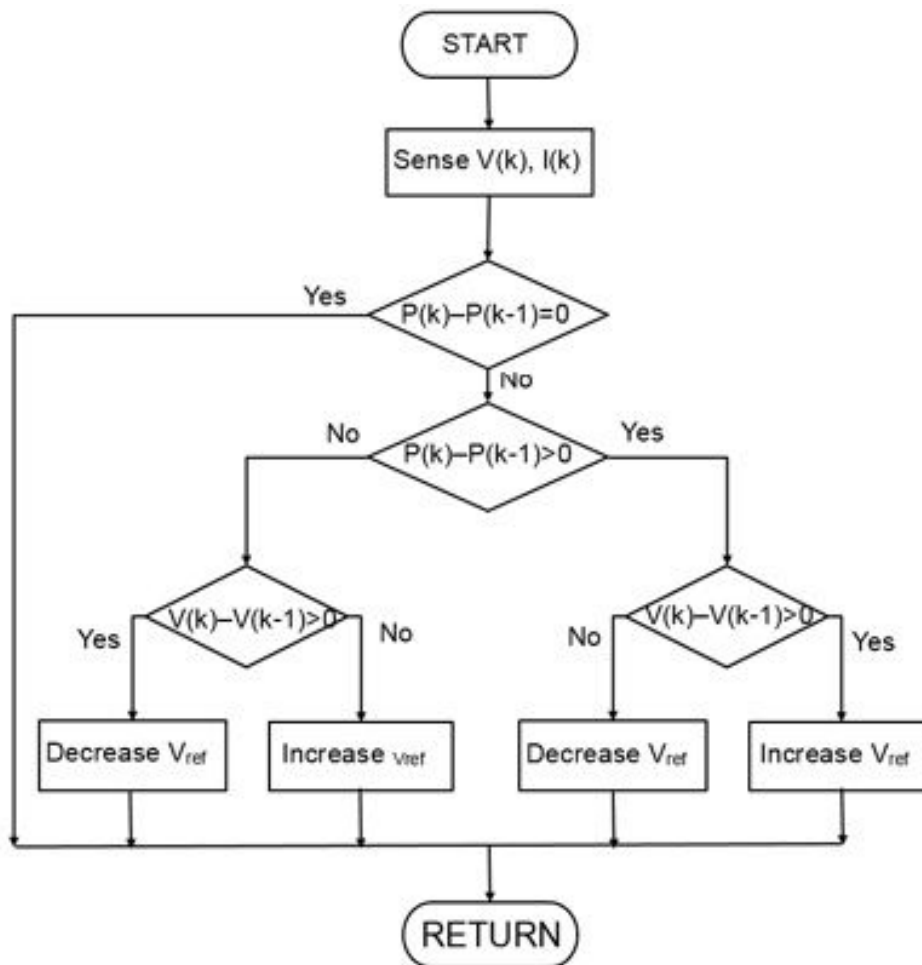 START
Sense V(k), I(k)
Yes
P(k)–P(k-1)=0
No
No
P(k)–P(k-1)>0
Yes
V(k)–V(k-1)>0
Yes
No
V(k)–V(k-1)>0
No
Yes
Decrease Vref
Increase Vref
Decrease Vref
Increase Vref
RETURN